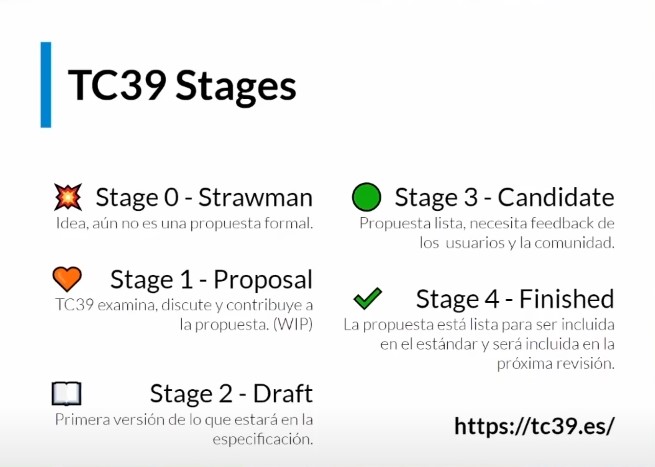 TC39 Stages
Stage 0 - Strawman
Idea, aún no es una propuesta formal.
Stage 1 - Proposal
TC39 examina, discute y contribuye a
la propuesta. (WIP)
Stage 2 - Draft
Primera versión de lo que estará en la
especificación.
Stage 3 - Candidate
Propuesta lista, necesita feedback de
los usuarios y la comunidad.
Stage 4 - Finished
La propuesta está lista para ser incluida
en el estándar y será incluida en la
próxima revisión.
https://tc39.es/